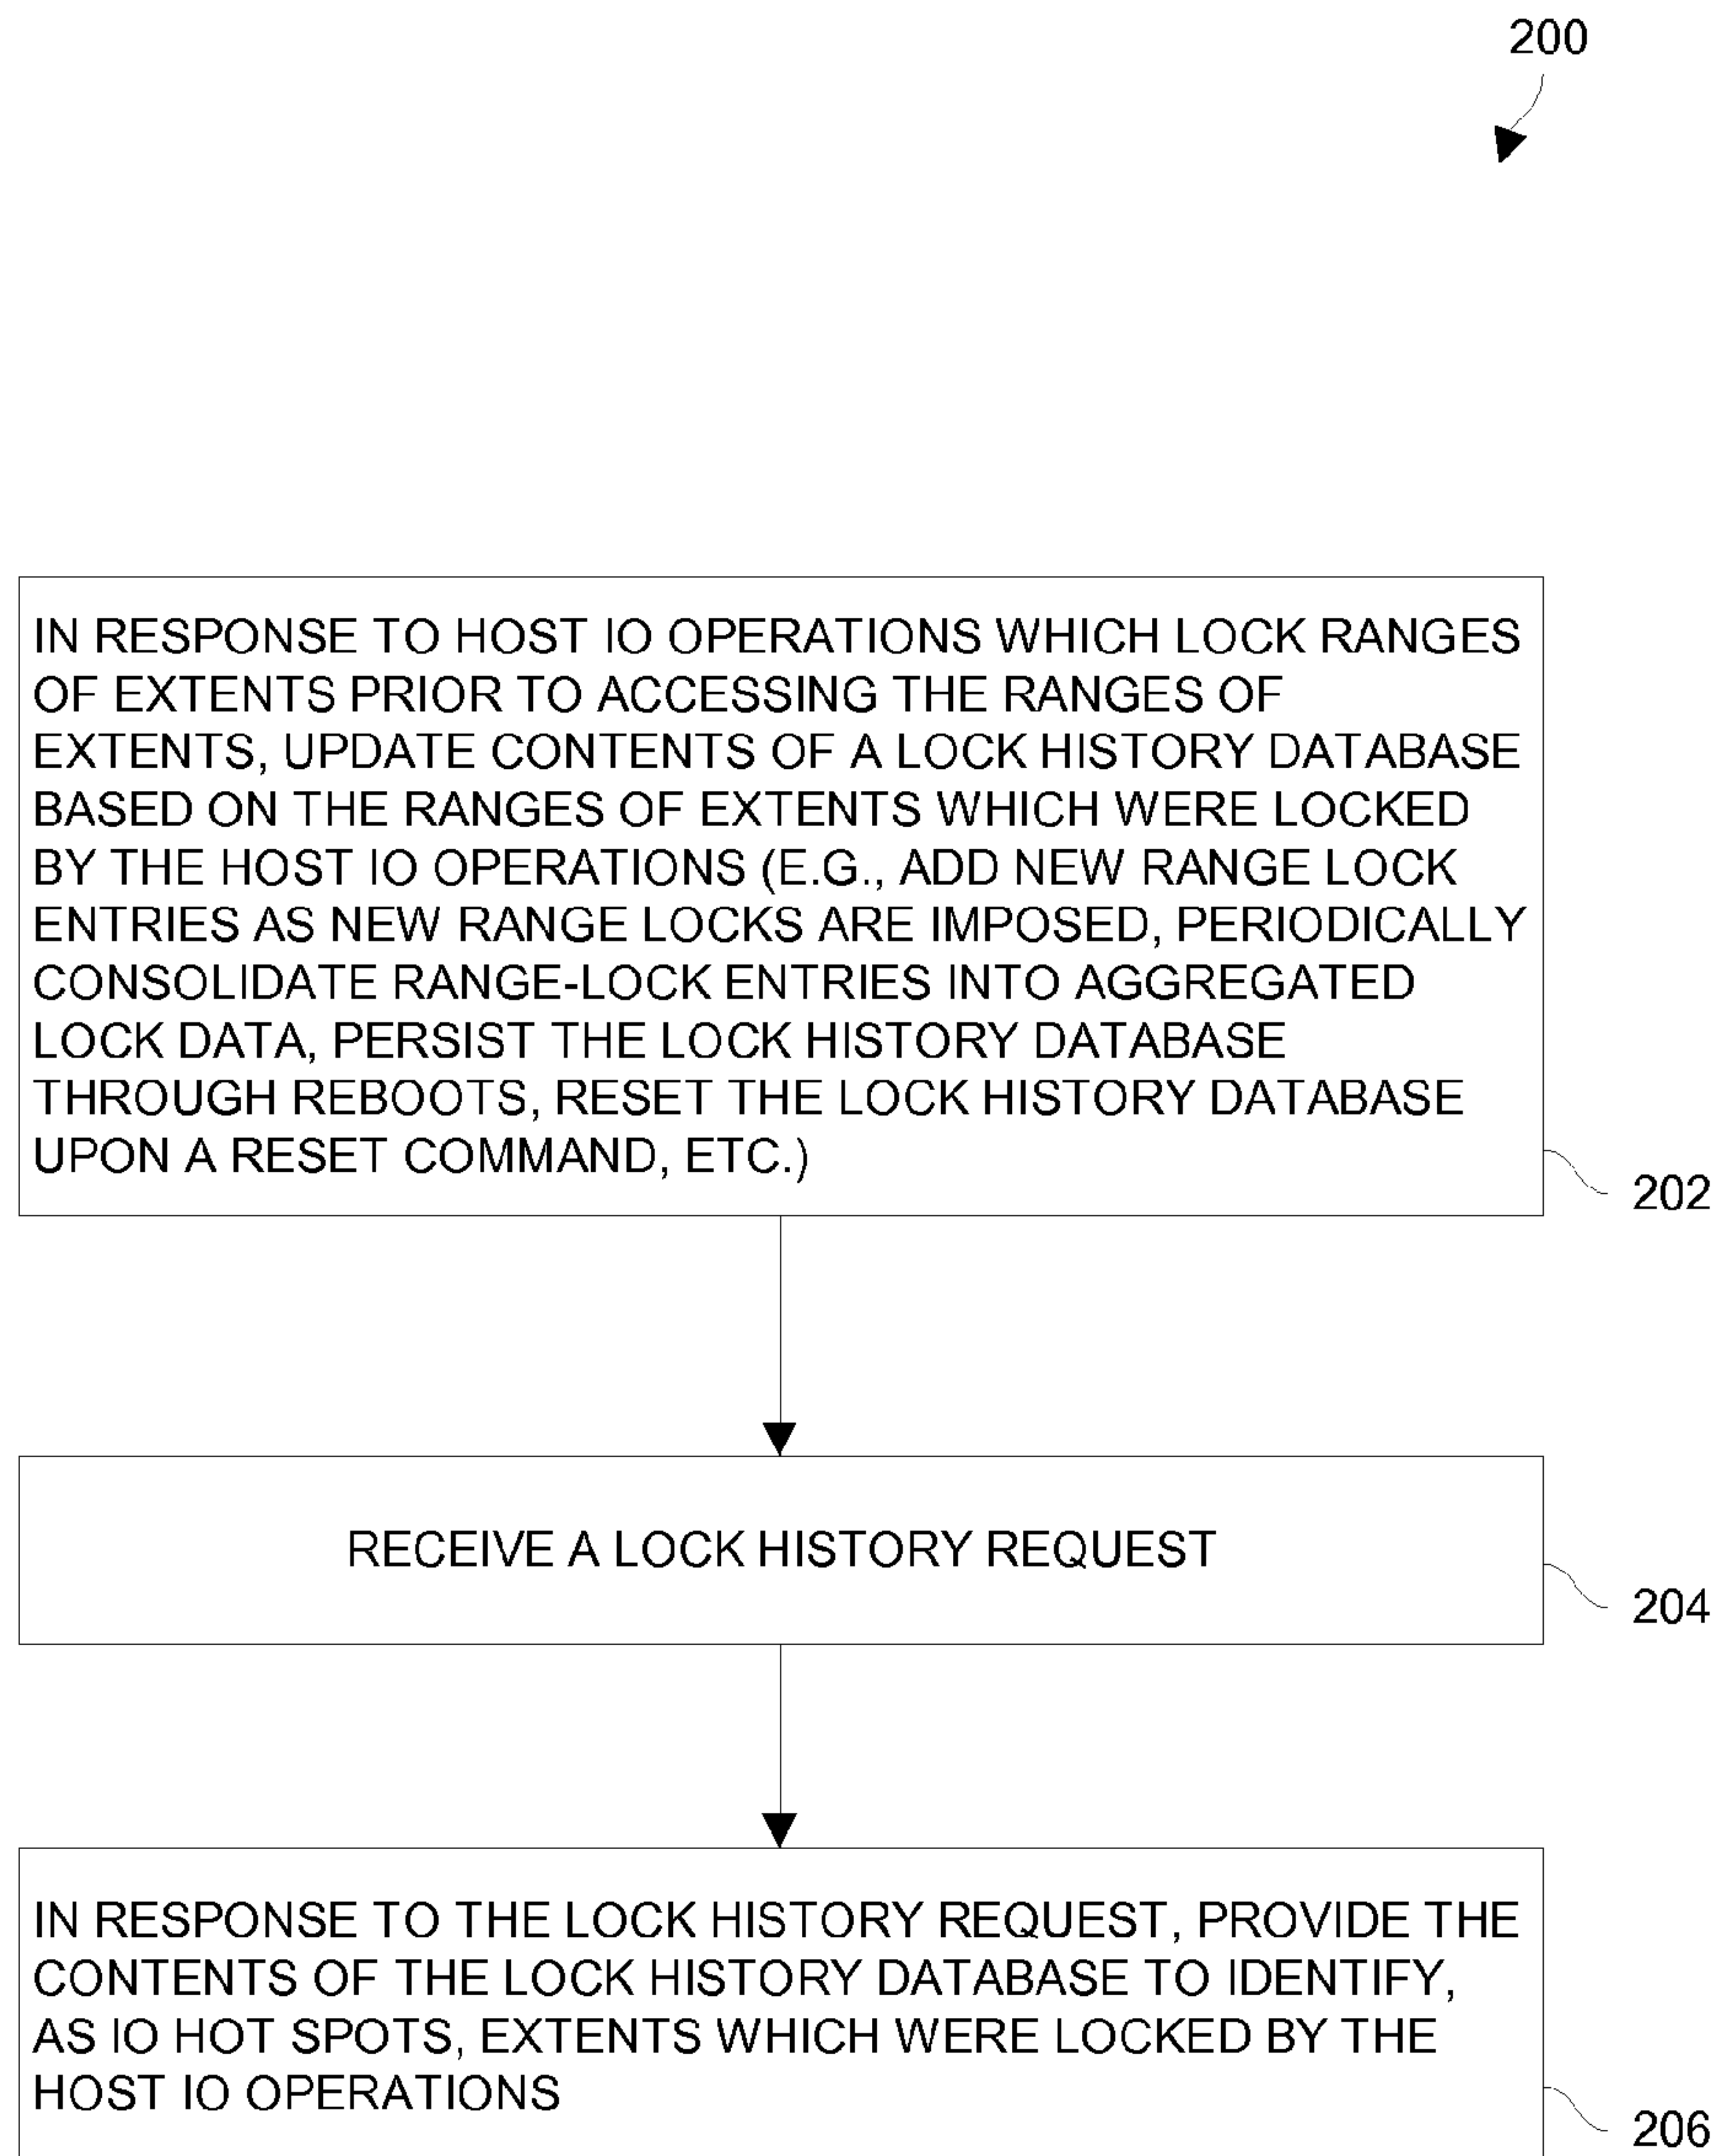 200
IN RESPONSE TO HOST IO OPERATIONS WHICH LOCK RANGES
OF EXTENTS PRIOR TO ACCESSING THE RANGES OF
EXTENTS, UPDATE CONTENTS OF A LOCK HISTORY DATABASE
BASED ON THE RANGES OF EXTENTS WHICH WERE LOCKED
BY THE HOST IO OPERATIONS (E.G., ADD NEW RANGE LOCK
ENTRIES AS NEW RANGE LOCKS ARE IMPOSED, PERIODICALLY
CONSOLIDATE RANGE-LOCK ENTRIES INTO AGGREGATED
LOCK DATA, PERSIST THE LOCK HISTORY DATABASE
THROUGH REBOOTS, RESET THE LOCK HISTORY DATABASE
UPON A RESET COMMAND, ETC.)
202
RECEIVE A LOCK HISTORY REQUEST
204
IN RESPONSE TO THE LOCK HISTORY REQUEST, PROVIDE THE
CONTENTS OF THE LOCK HISTORY DATABASE TO IDENTIFY,
AS IO HOT SPOTS, EXTENTS WHICH WERE LOCKED BY THE
HOST IO OPERATIONS
206